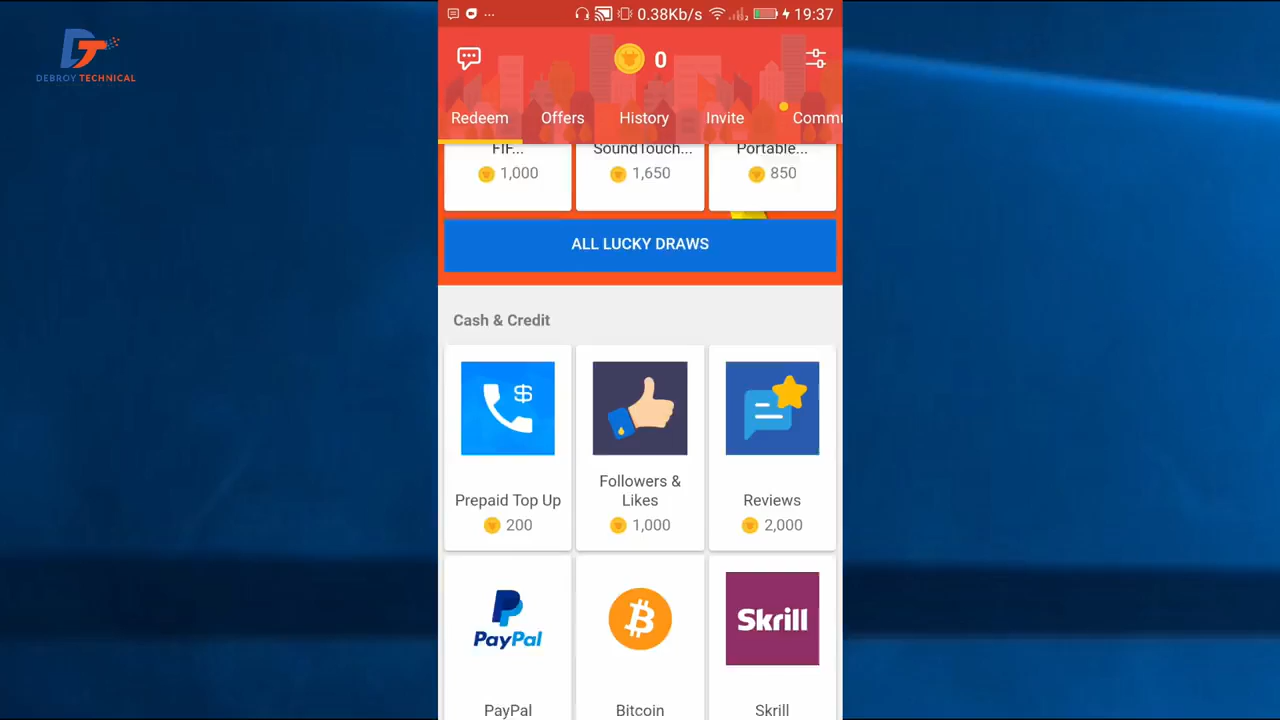 ... 0.38Kb/s 19:37
DT
DEBROY TECHNICAL
0
Redeem Offers History Invite Commu
FIF... SoundTouch... Portable...
1,000 1,650 850
ALL LUCKY DRAWS
Cash & Credit
$
Followers &
Prepaid Top Up Likes Reviews
200 1,000 2,000
PayPal Skrill
PayPal Bitcoin Skrill